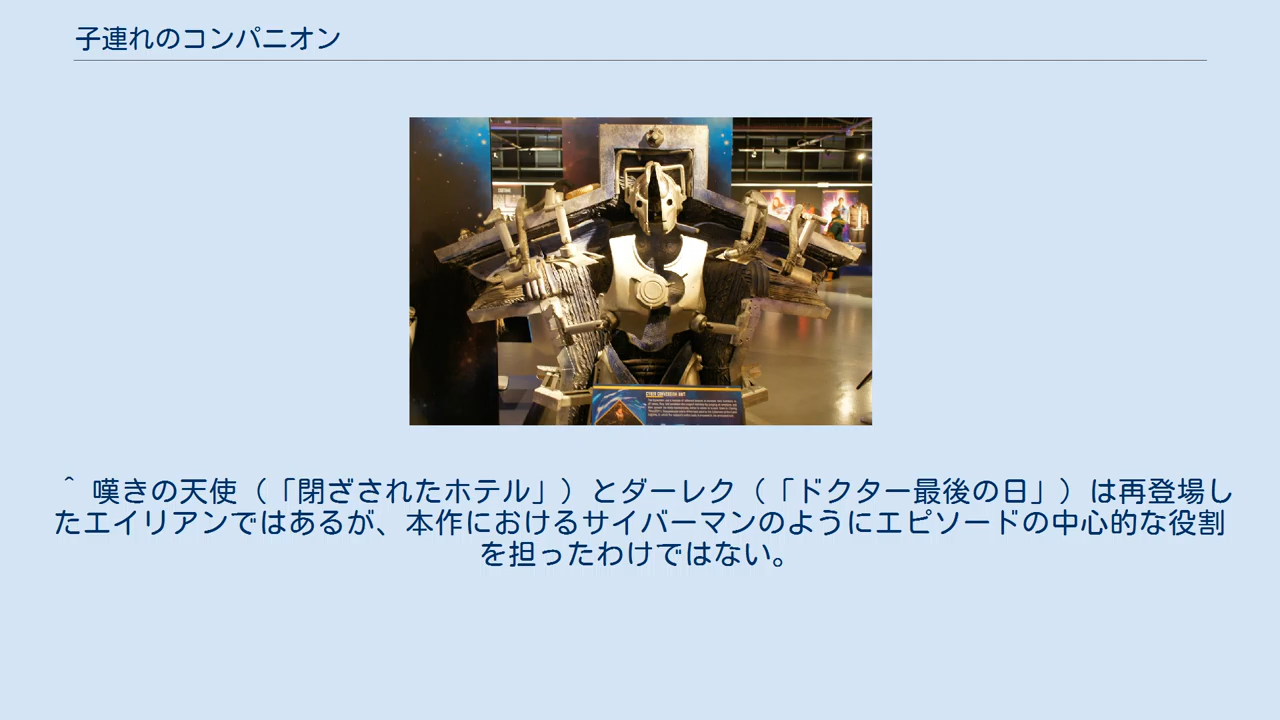 子連れのコンパニオン
CYBER CONVERSION UNIT
^ 嘆きの天使（「閉ざされたホテル」）とダーレク（「ドクター最後の日」）は再登場し
たエイリアンではあるが、本作におけるサイバーマンのようにエピソードの中心的な役割
を担ったわけではない。